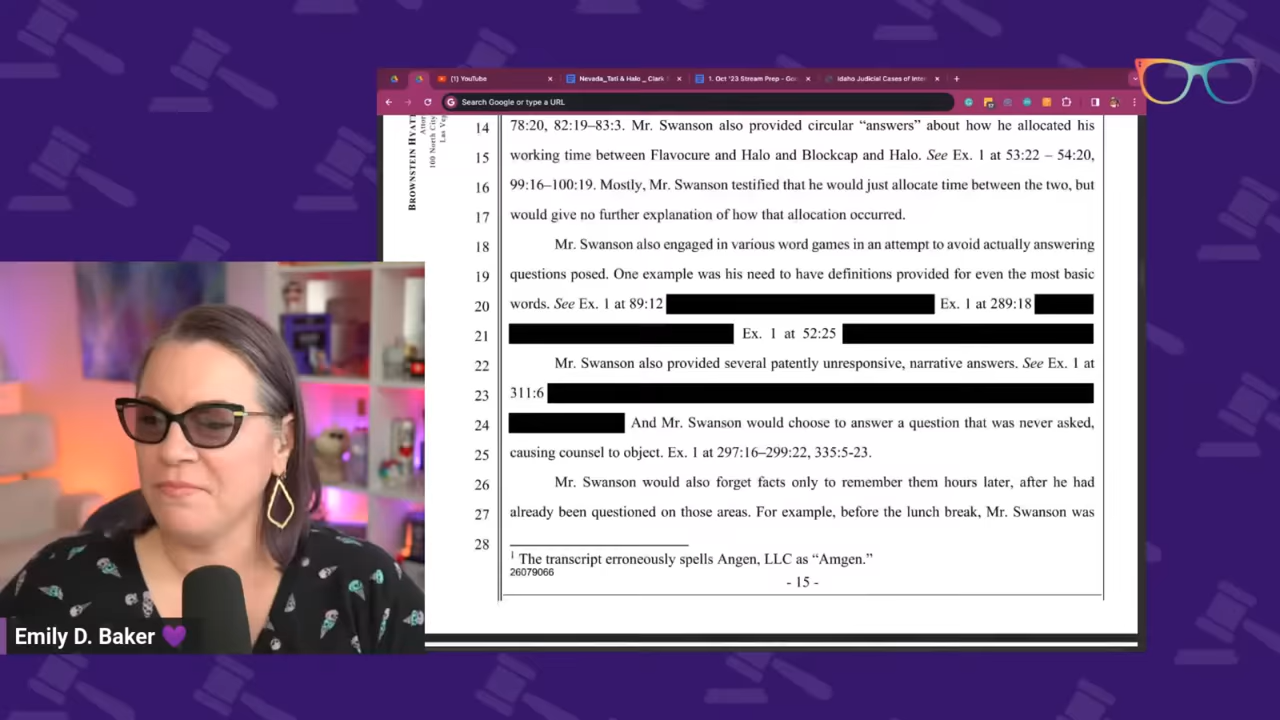 (1) YouTube
Nevada_Tati & Halo _ Clark
1. Oct '23 Stream Prep - Goo
Idaho Judicial Cases of Inter
Search Google or type a URL
BROWNSTEIN HYAT
Attor
100 North City
Las Veg
14 78:20, 82:19–83:3. Mr. Swanson also provided circular “answers” about how he allocated his
15 working time between Flavocure and Halo and Blockcap and Halo. See Ex. 1 at 53:22 – 54:20,
16 99:16–100:19. Mostly, Mr. Swanson testified that he would just allocate time between the two, but
17 would give no further explanation of how that allocation occurred.
18 Mr. Swanson also engaged in various word games in an attempt to avoid actually answering
19 questions posed. One example was his need to have definitions provided for even the most basic
20 words. See Ex. 1 at 89:12 Ex. 1 at 289:18
21 Ex. 1 at 52:25
22 Mr. Swanson also provided several patently unresponsive, narrative answers. See Ex. 1 at
23 311:6
24 And Mr. Swanson would choose to answer a question that was never asked,
25 causing counsel to object. Ex. 1 at 297:16–299:22, 335:5-23.
26 Mr. Swanson would also forget facts only to remember them hours later, after he had
27 already been questioned on those areas. For example, before the lunch break, Mr. Swanson was
28
1 The transcript erroneously spells Angen, LLC as “Amgen.”
26079066
- 15 -
Emily D. Baker 💜